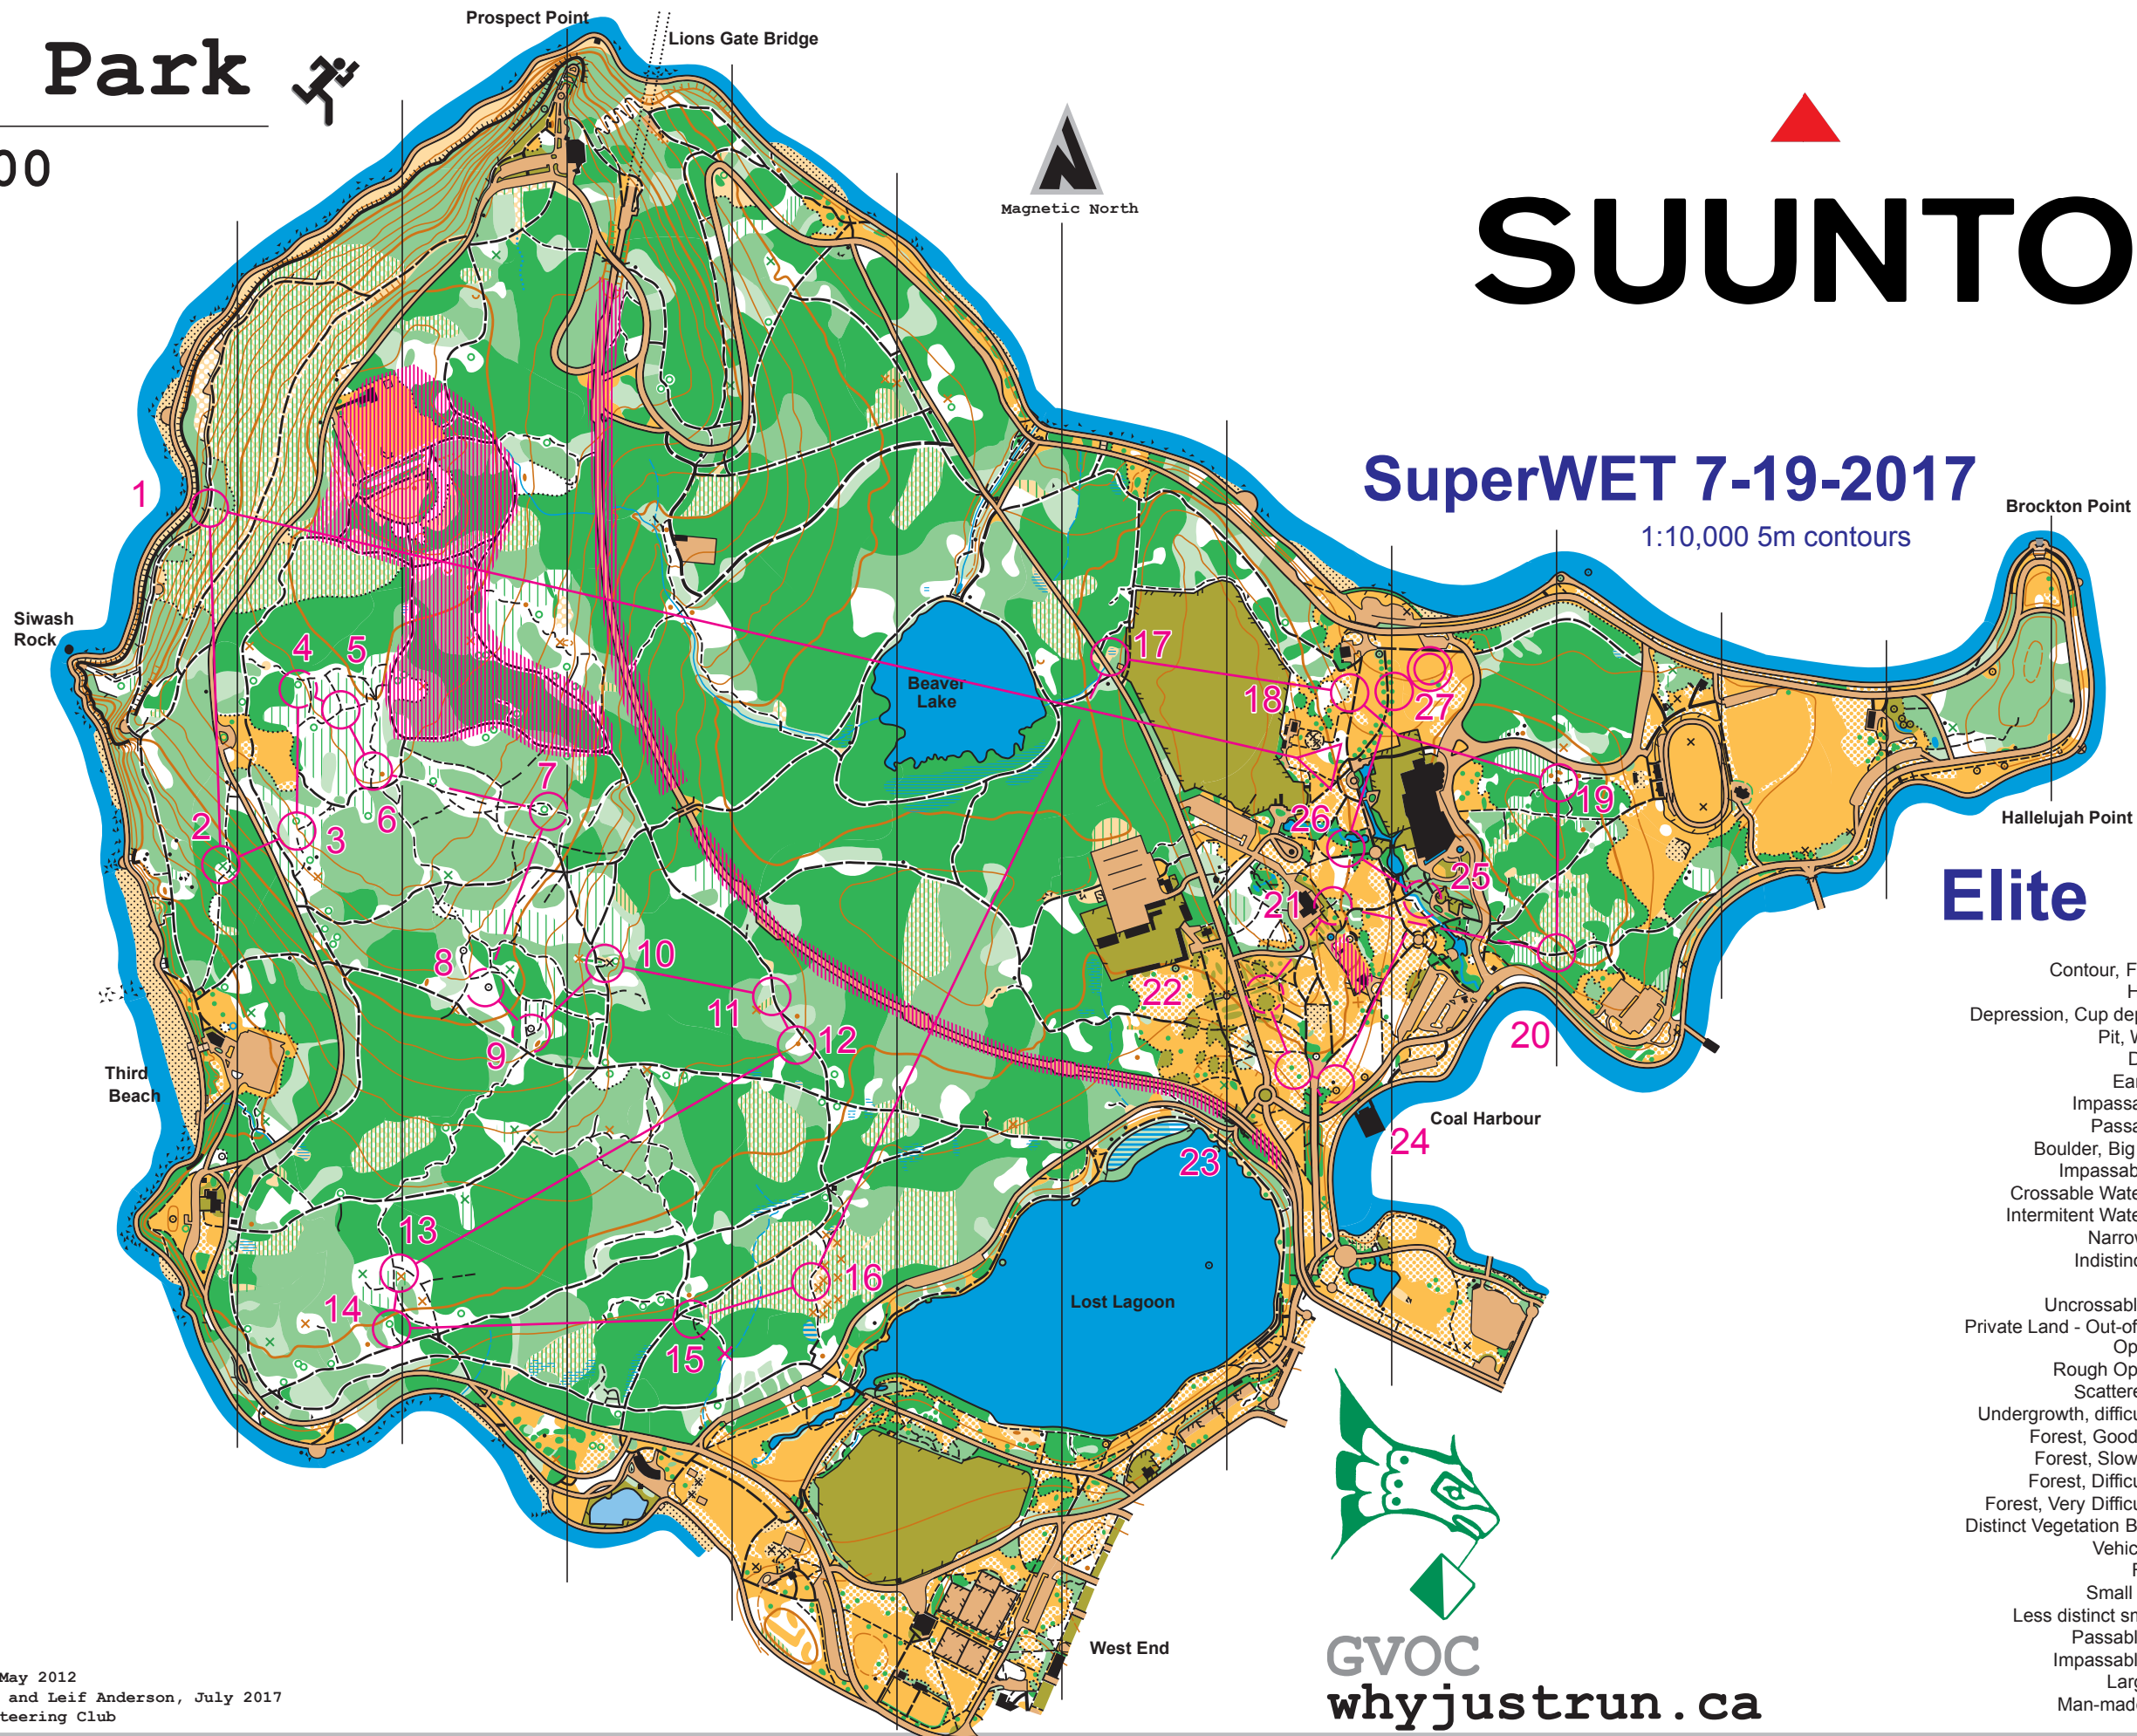 Park
00
Prospect Point
Lions Gate Bridge
N
Magnetic North
SUUNTO
SuperWET 7-19-2017
1:10,000 5m contours
Brockton Point
Hallelujah Point
Elite
Siwash
Rock
Beaver
Lake
Third
Beach
Coal Harbour
Lost Lagoon
West End
1
2
3
4
5
6
7
8
9
10
11
12
13
14
15
16
17
18
19
20
21
22
23
24
25
26
27
Contour, F
H
Depression, Cup dep
Pit, W
D
Ear
Impassa
Passa
Boulder, Big
Impassab
Crossable Wate
Intermitent Wate
Narrow
Indistinc
Uncrossabl
Private Land - Out-of
Op
Rough Op
Scattere
Undergrowth, difficu
Forest, Good
Forest, Slow
Forest, Difficu
Forest, Very Difficu
Distinct Vegetation B
Vehic
F
Small
Less distinct sm
Passabl
Impassabl
Larg
Man-made
GVOC
whyjustrun.ca
May 2012
and Leif Anderson, July 2017
teering Club